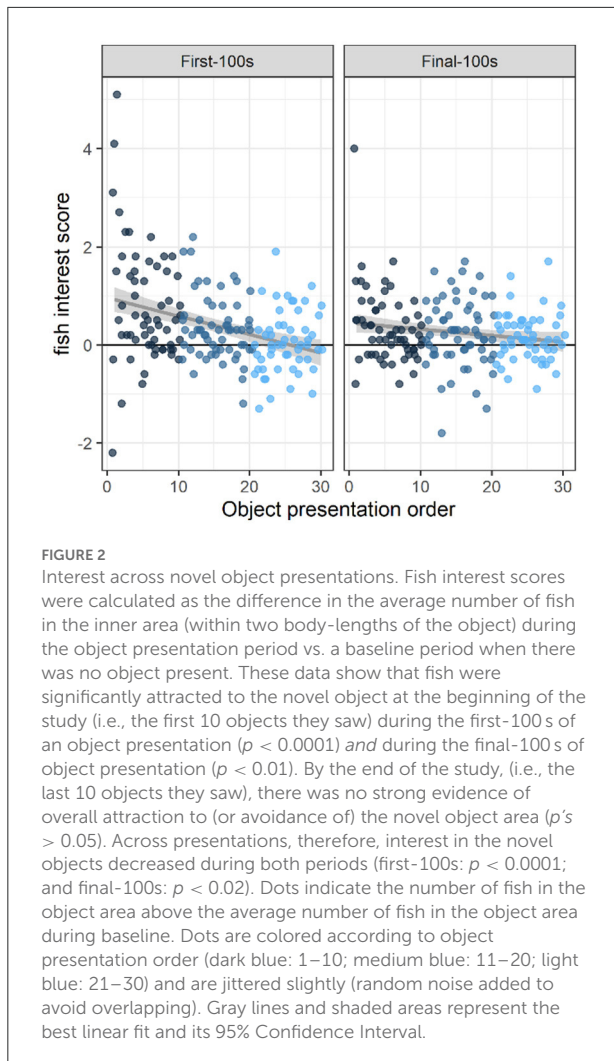 First-100s
Final-100s
fish interest score
4
2
0
-2
0
10
20
30
0
10
20
30
Object presentation order
FIGURE 2
Interest across novel object presentations. Fish interest scores
were calculated as the difference in the average number of fish
in the inner area (within two body-lengths of the object) during
the object presentation period vs. a baseline period when there
was no object present. These data show that fish were
significantly attracted to the novel object at the beginning of the
study (i.e., the first 10 objects they saw) during the first-100 s of
an object presentation (p < 0.0001) and during the final-100 s of
object presentation (p < 0.01). By the end of the study, (i.e., the
last 10 objects they saw), there was no strong evidence of
overall attraction to (or avoidance of) the novel object area (p′s
> 0.05). Across presentations, therefore, interest in the novel
objects decreased during both periods (first-100s: p < 0.0001;
and final-100s: p < 0.02). Dots indicate the number of fish in the
object area above the average number of fish in the object area
during baseline. Dots are colored according to object
presentation order (dark blue: 1–10; medium blue: 11–20; light
blue: 21–30) and are jittered slightly (random noise added to
avoid overlapping). Gray lines and shaded areas represent the
best linear fit and its 95% Confidence Interval.